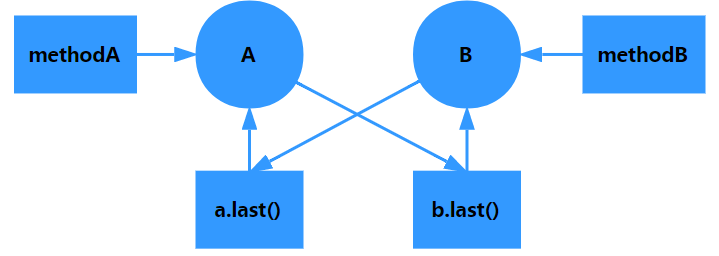 methodA
A
B
methodB
a.last()
b.last()